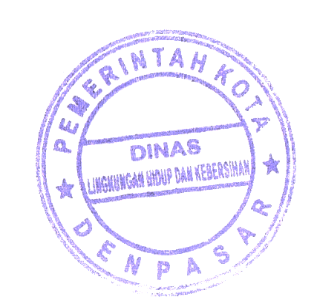 PEMERINTAH KOTA
DINAS
LINGKUNGAN HIDUP DAN KEBERSIHAN
DENPASAR